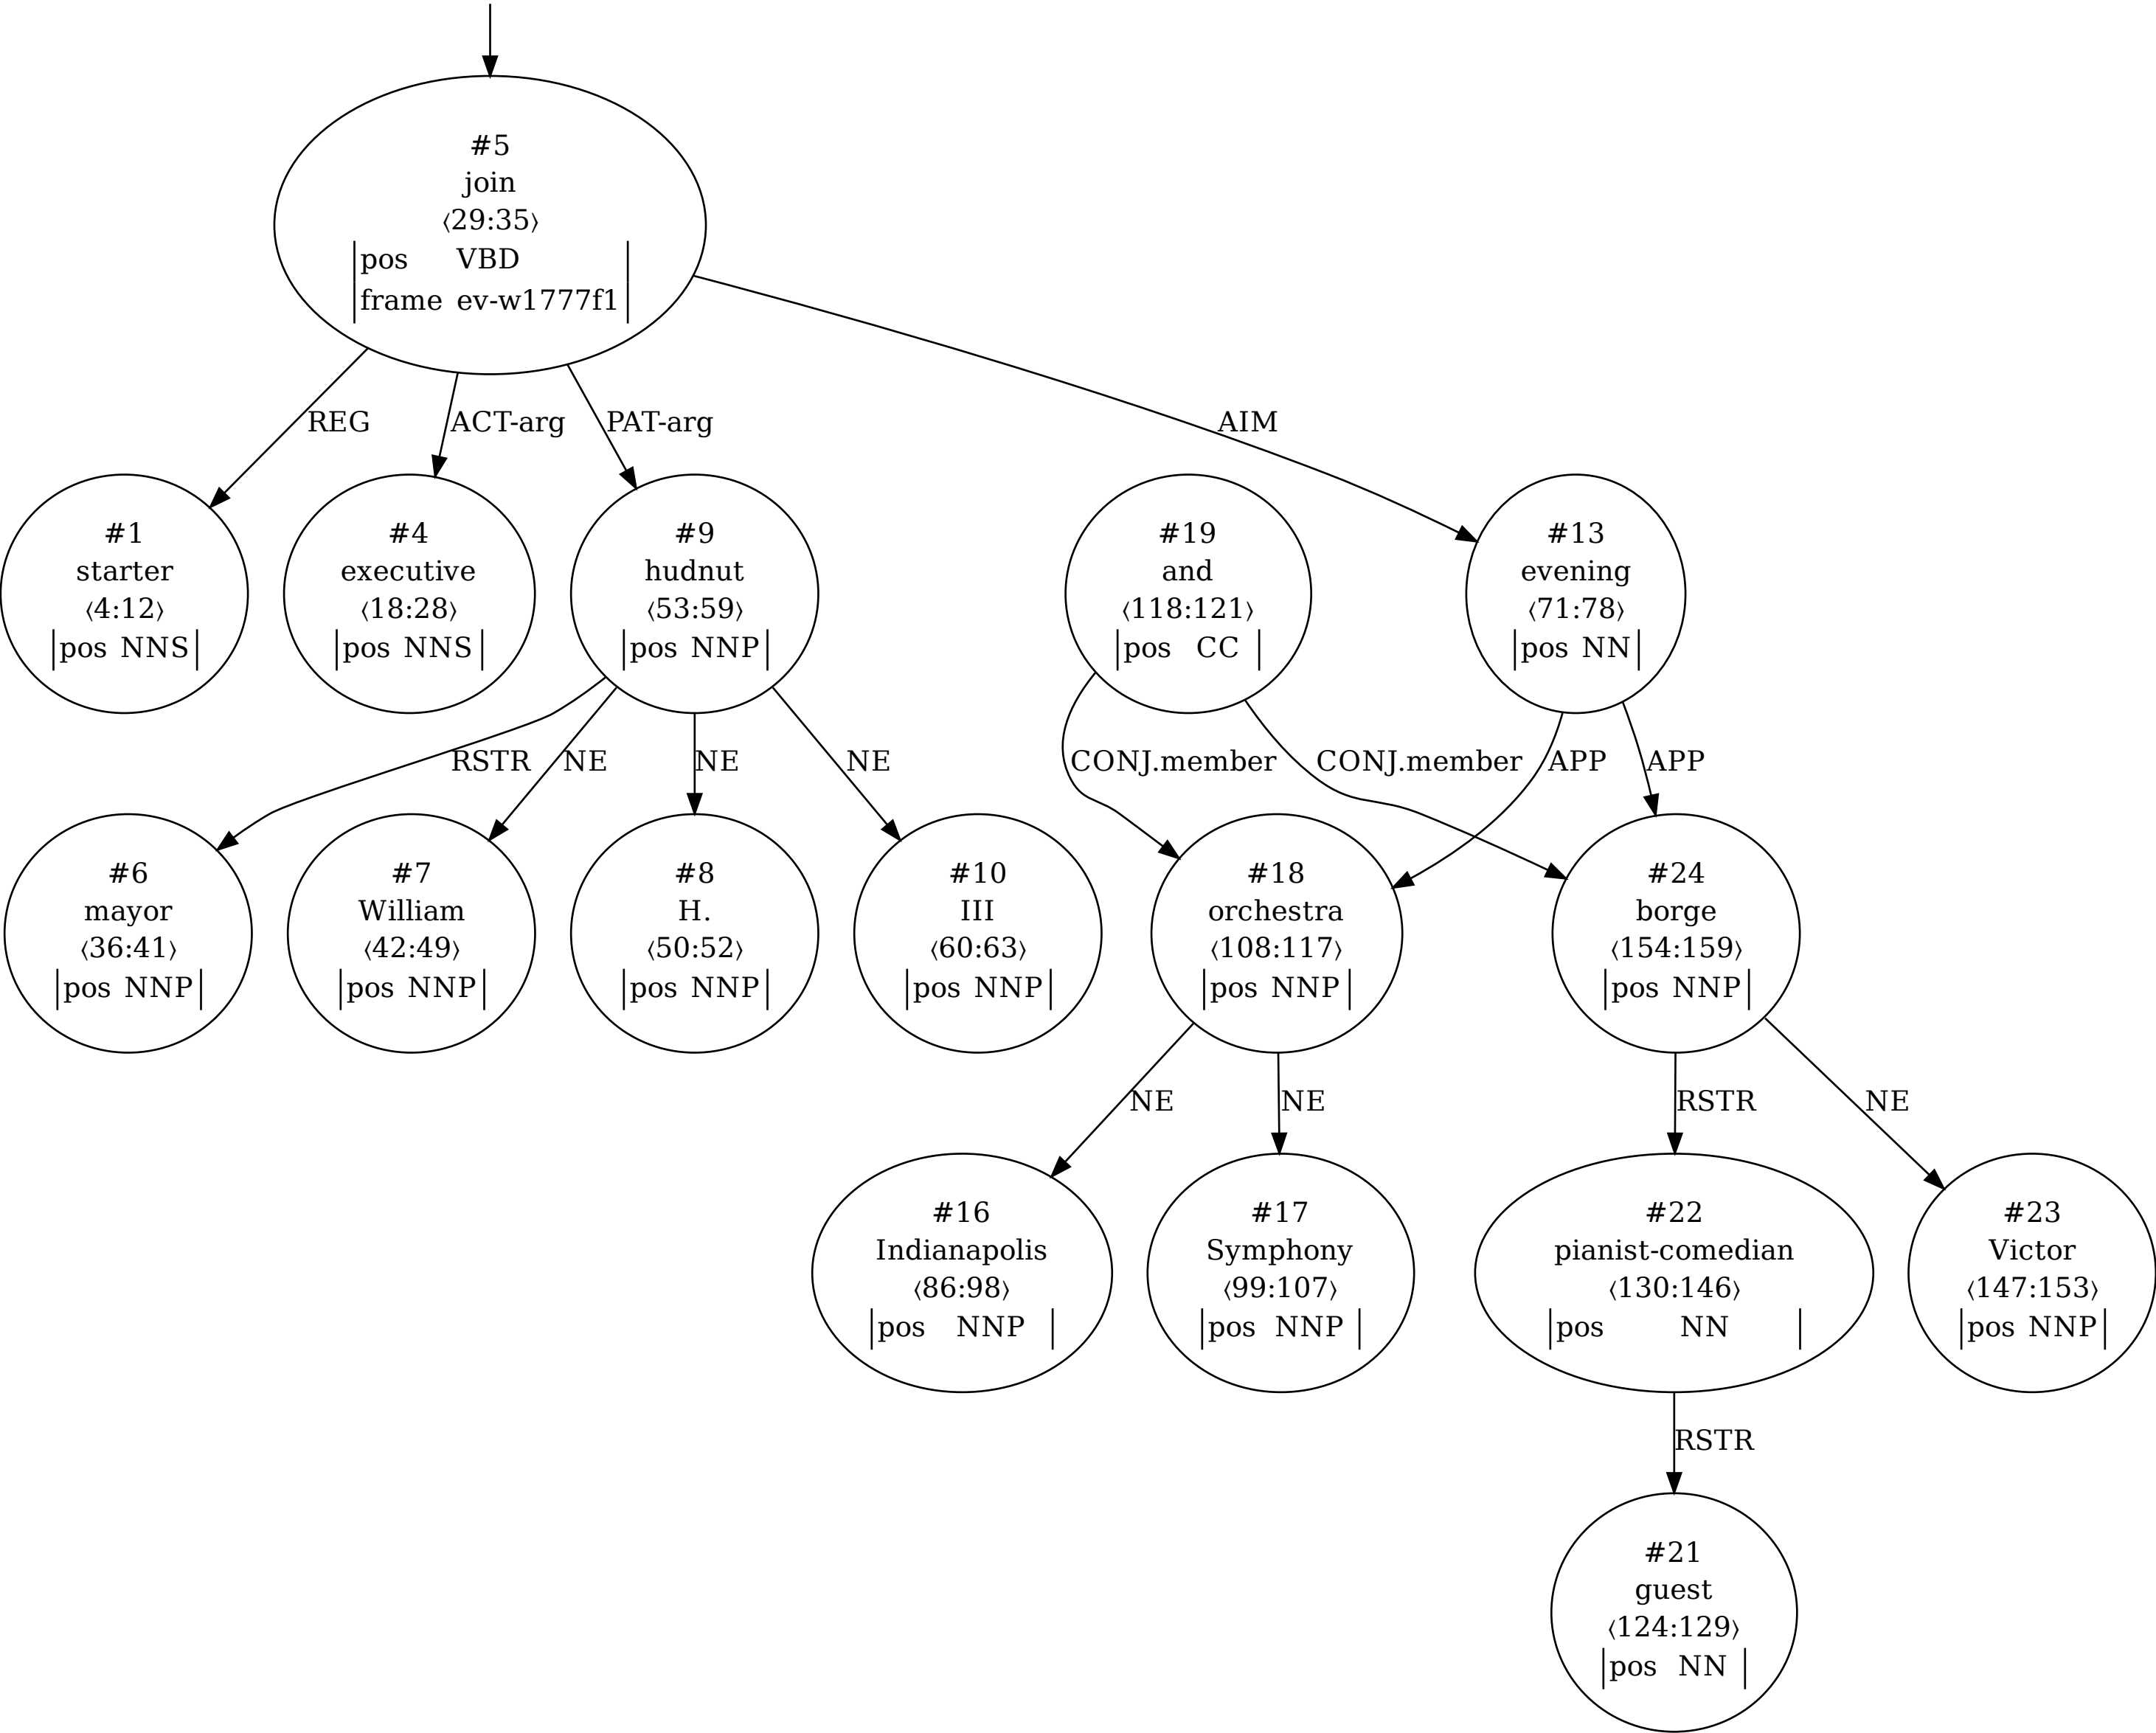 #5
join
⟨29:35⟩
pos VBD
frame ev-w1777f1
REG
ACT-arg
PAT-arg
AIM
#1
starter
⟨4:12⟩
pos NNS
#4
executive
⟨18:28⟩
pos NNS
#9
hudnut
⟨53:59⟩
pos NNP
#19
and
⟨118:121⟩
pos CC
#13
evening
⟨71:78⟩
pos NN
RSTR
NE
NE
NE
CONJ.member
CONJ.member
APP
APP
#6
mayor
⟨36:41⟩
pos NNP
#7
William
⟨42:49⟩
pos NNP
#8
H.
⟨50:52⟩
pos NNP
#10
III
⟨60:63⟩
pos NNP
#18
orchestra
⟨108:117⟩
pos NNP
#24
borge
⟨154:159⟩
pos NNP
NE
NE
RSTR
NE
#16
Indianapolis
⟨86:98⟩
pos NNP
#17
Symphony
⟨99:107⟩
pos NNP
#22
pianist-comedian
⟨130:146⟩
pos NN
#23
Victor
⟨147:153⟩
pos NNP
RSTR
#21
guest
⟨124:129⟩
pos NN